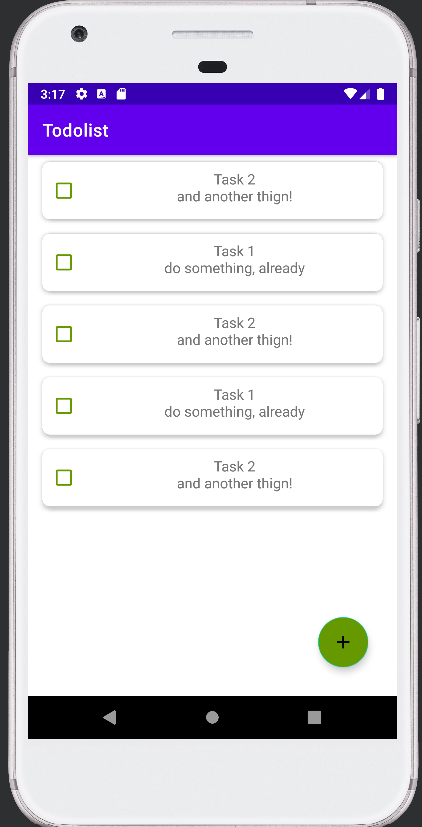 3:17
Todolist
Task 2
and another thign!
Task 1
do something, already
Task 2
and another thign!
Task 1
do something, already
Task 2
and another thign!
+